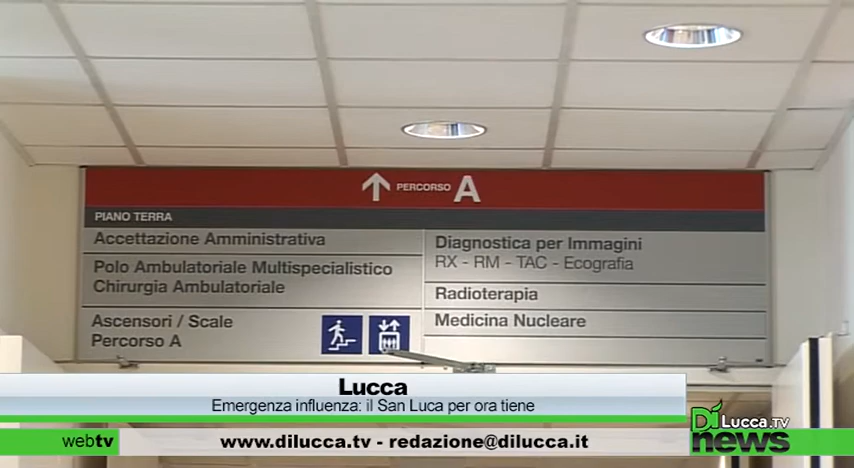 PERCORSO A
PIANO TERRA
Accettazione Amministrativa
Polo Ambulatoriale Multispecialistico
Chirurgia Ambulatoriale
Ascensori / Scale
Percorso A
Diagnostica per Immagini
RX - RM - TAC - Ecografia
Radioterapia
Medicina Nucleare
Lucca
Emergenza influenza: il San Luca per ora tiene
webtv
www.dilucca.tv - redazione@dilucca.it
Di Lucca.TV
news